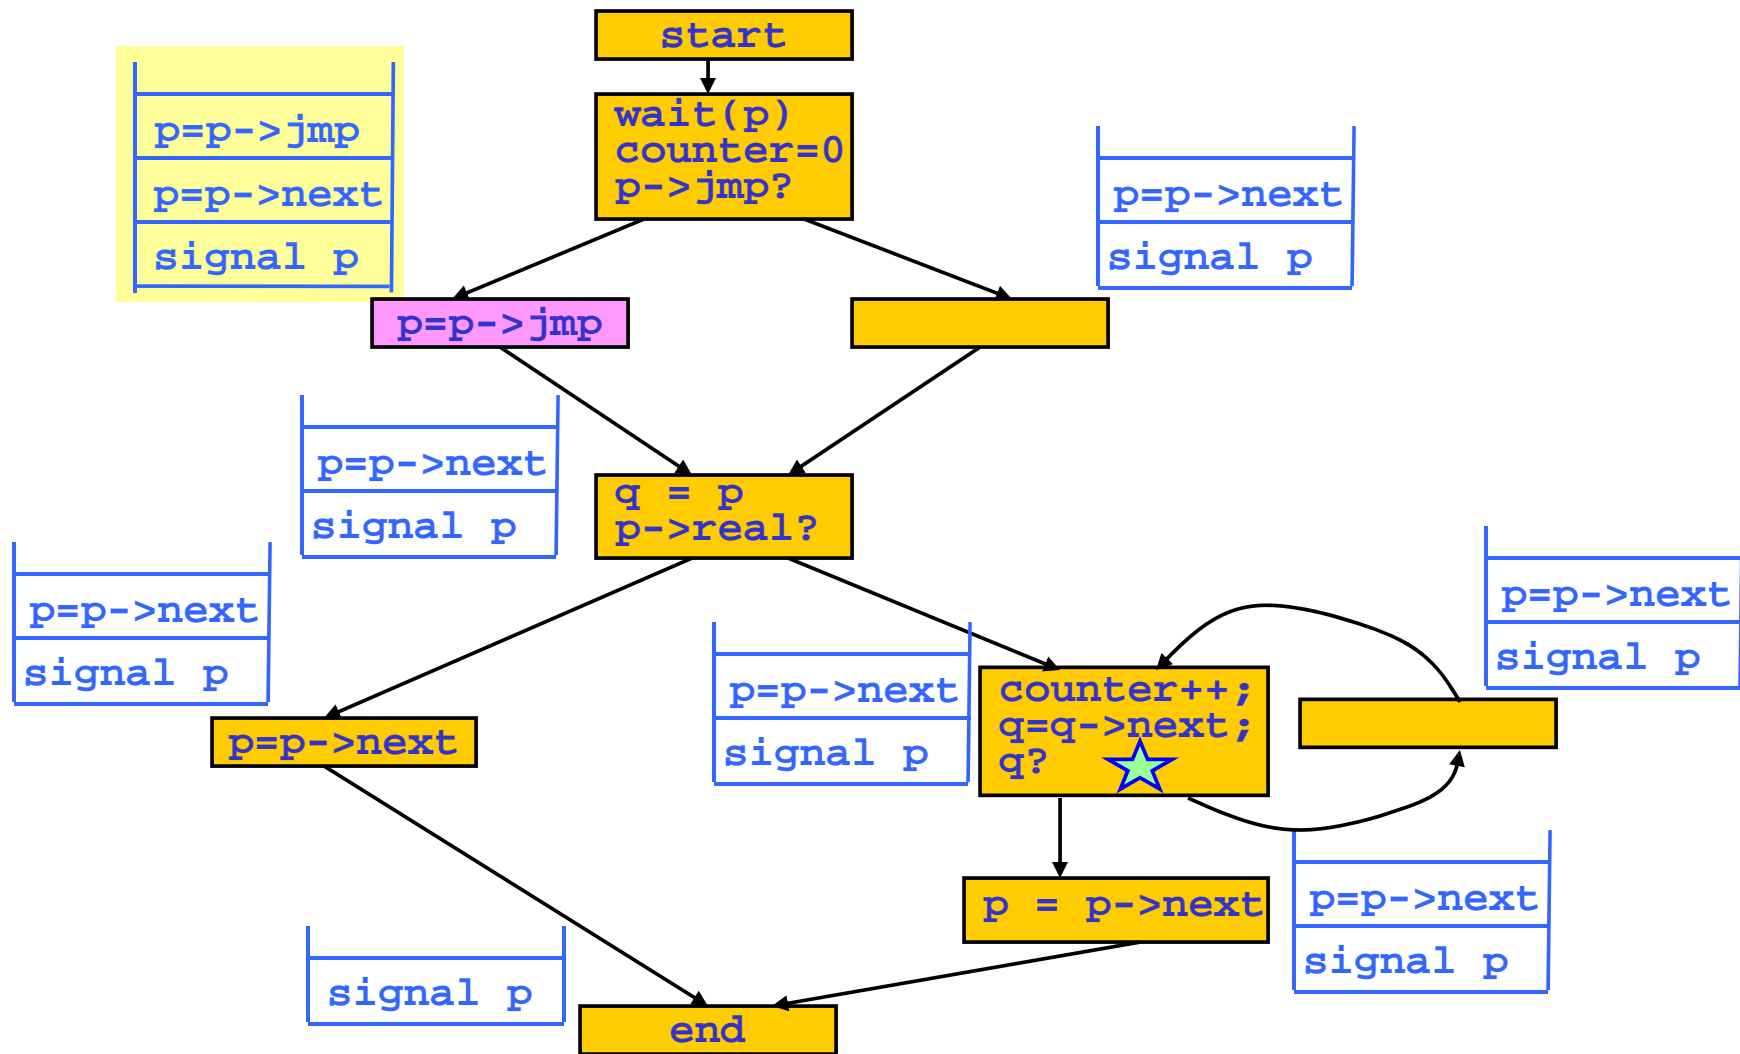 start
wait(p)
counter=0
p->jmp?
p=p->jmp
p=p->next
signal p
p=p->next
signal p
p=p->jmp
p=p->next
signal p
q = p
p->real?
p=p->next
signal p
p=p->next
signal p
p=p->next
signal p
counter++;
q=q->next;
q?
p=p->next
p = p->next
p=p->next
signal p
signal p
end